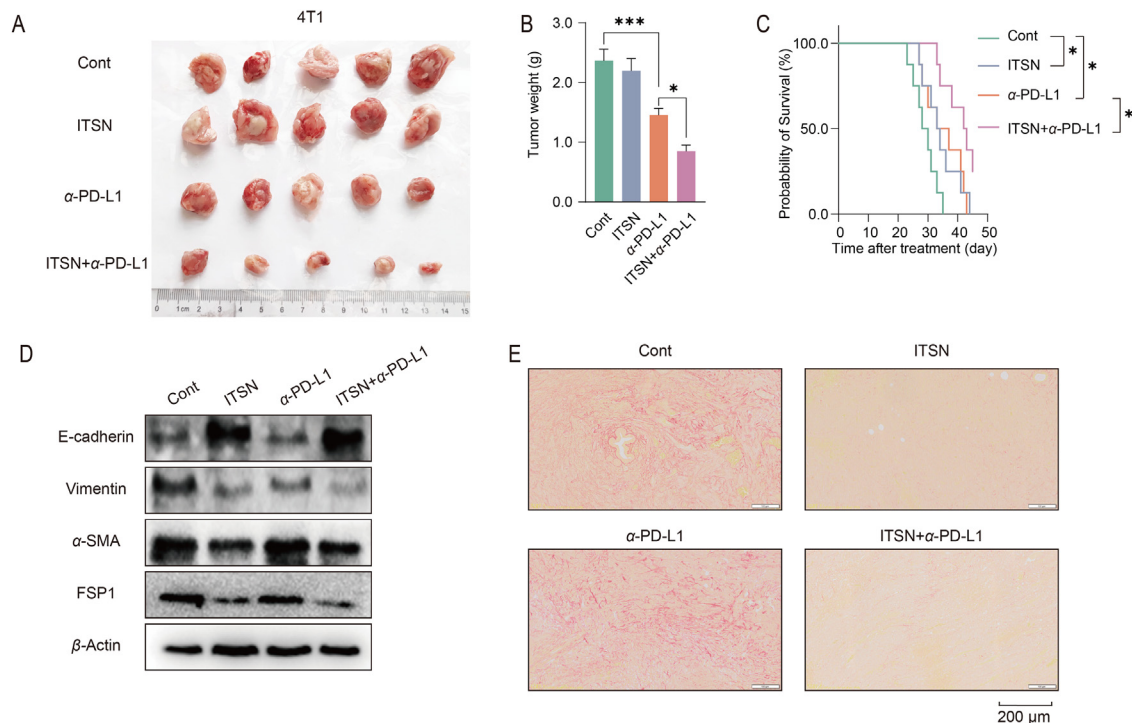 A
4T1
Cont
ITSN
α-PD-L1
ITSN+α-PD-L1
0 1cm 2 3 4 5 6 7 8 9 10 11 12 13 14 15
B
Tumor weight (g)
3.0
2.0
1.0
0.0
***
*
Cont
ITSN
α-PD-L1
ITSN+α-PD-L1
C
Probabbility of Survival (%)
100.0
50.0
0.0
0 10 20 30 40 50
Time after treatment (day)
Cont
ITSN
α-PD-L1
ITSN+α-PD-L1
*
*
*
D
Cont ITSN α-PD-L1 ITSN+α-PD-L1
E-cadherin
Vimentin
α-SMA
FSP1
β-Actin
E
Cont
ITSN
α-PD-L1
ITSN+α-PD-L1
200 μm